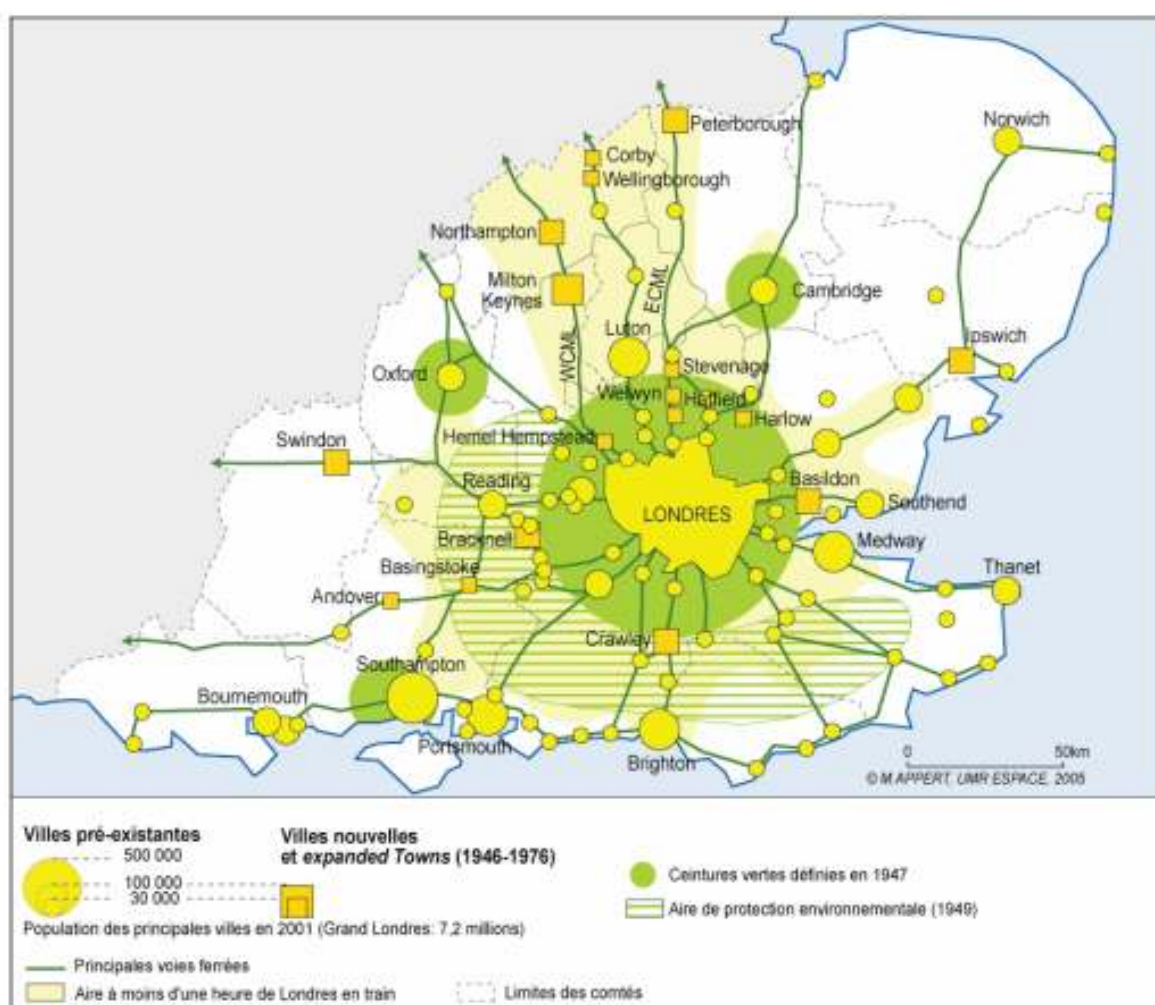 Peterborough
Norwich
Corby
Wellingborough
Northampton
Milton
Keynes
ECML
Cambridge
WCML
Luton
Ipswich
Oxford
Stevenage
Welwyn
Hatfield
Harlow
Hemel Hempstead
Swindon
Reading
Basildon
LONDRES
Southend
Bracknell
Medway
Basingstoke
Thanet
Andover
Crawley
Southampton
Bournemouth
Portsmouth
Brighton
0 50km
© M APPERT, UMR ESPACE, 2005
Villes pré-existantes
500 000
100 000
30 000
Villes nouvelles
et expanded Towns (1946-1976)
Population des principales villes en 2001 (Grand Londres: 7,2 millions)
Ceintures vertes définies en 1947
Aire de protection environnementale (1949)
Principales voies ferrées
Aire à moins d'une heure de Londres en train
Limites des comtés